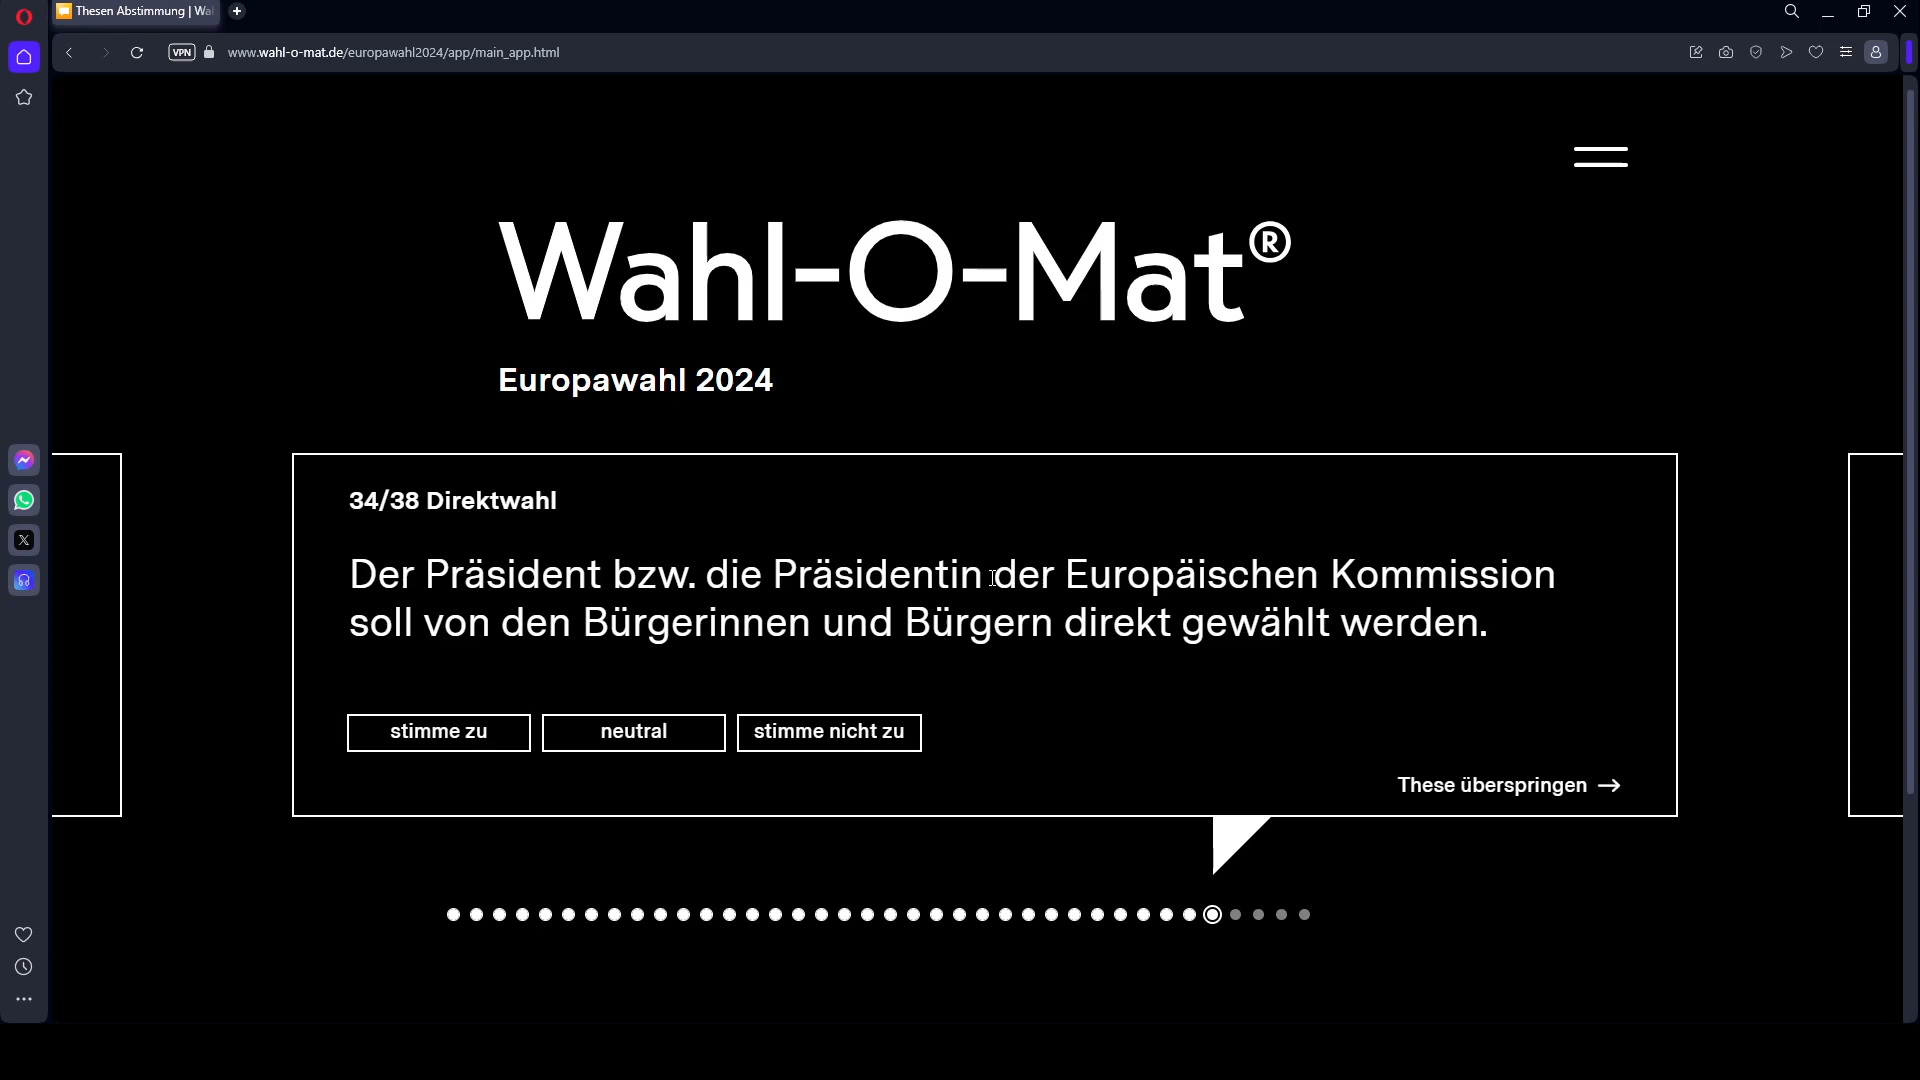 Thesen Abstimmung | Wa
VPN
www.wahl-o-mat.de/europawahl2024/app/main_app.html
Wahl-O-Mat®
Europawahl 2024
34/38 Direktwahl
Der Präsident bzw. die Präsidentin der Europäischen Kommission
soll von den Bürgerinnen und Bürgern direkt gewählt werden.
stimme zu
neutral
stimme nicht zu
These überspringen →